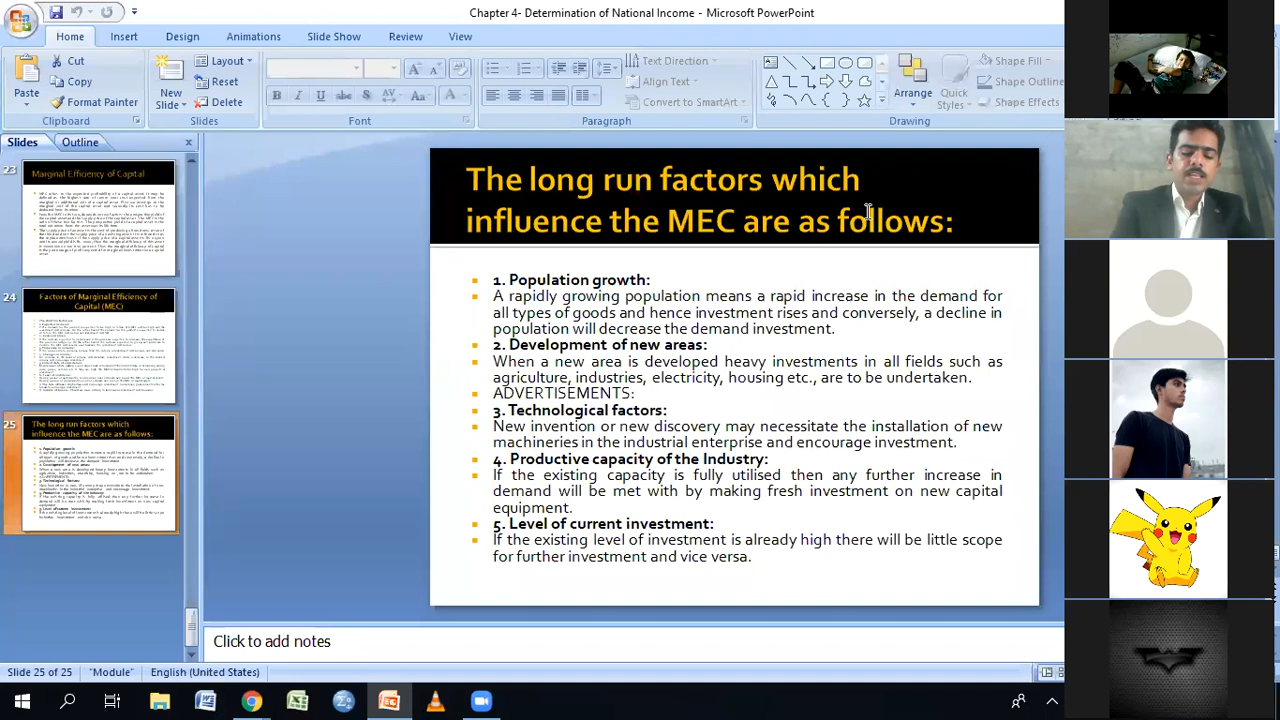 Chapter 4- Determination of National Income - Microsoft PowerPoint
Home Insert Design Animations Slide Show Review View
Paste
Cut
Copy
Format Painter
Clipboard
New
Slide
Layout
Reset
Delete
Slides
Font
Text Direction
Align Text
Convert to SmartArt
Paragraph
Arrange
Quick
Styles
Shape Fill
Shape Outline
Shape Effects
Drawing
Slides Outline
23
Marginal Efficiency of Capital
24
Factors of Marginal Efficiency of
Capital (MEC)
25
The long run factors which
influence the MEC are as follows:
The long run factors which
influence the MEC are as follows:
1. Population growth:
A rapidly growing population means a rapid increase in the demand for
all types of goods and hence investment rises and conversely, a decline in
population will decrease the demand investment.
2. Development of new areas:
When a new area is developed heavy investments in all fields such as
agriculture, industries, electricity, housing etc., are to be undertaken.
ADVERTISEMENTS:
3. Technological factors:
New invention or new discovery may necessitate the installation of new
machineries in the industrial enterprise and encourage investment.
4. Productive capacity of the Industry:
If the existing capacity is fully utilised then any further increase in
demand will be met with by making fresh investment on new capital
equipment.
5. Level of current investment:
If the existing level of investment is already high there will be little scope
for further investment and vice versa.
Click to add notes
Slide 25 of 25 "Module" English (United States)